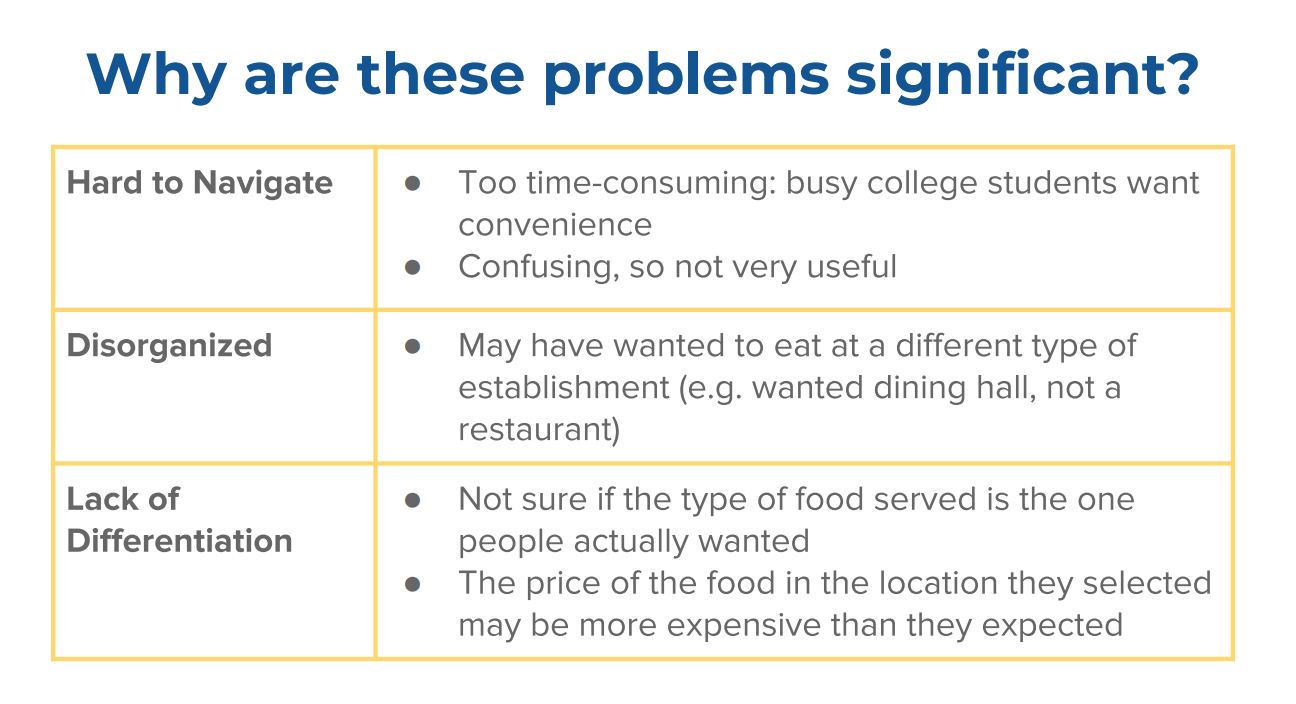 Why are these problems significant?
Hard to Navigate
● Too time-consuming: busy college students want
convenience
● Confusing, so not very useful
Disorganized
● May have wanted to eat at a different type of
establishment (e.g. wanted dining hall, not a
restaurant)
Lack of
Differentiation
● Not sure if the type of food served is the one
people actually wanted
● The price of the food in the location they selected
may be more expensive than they expected